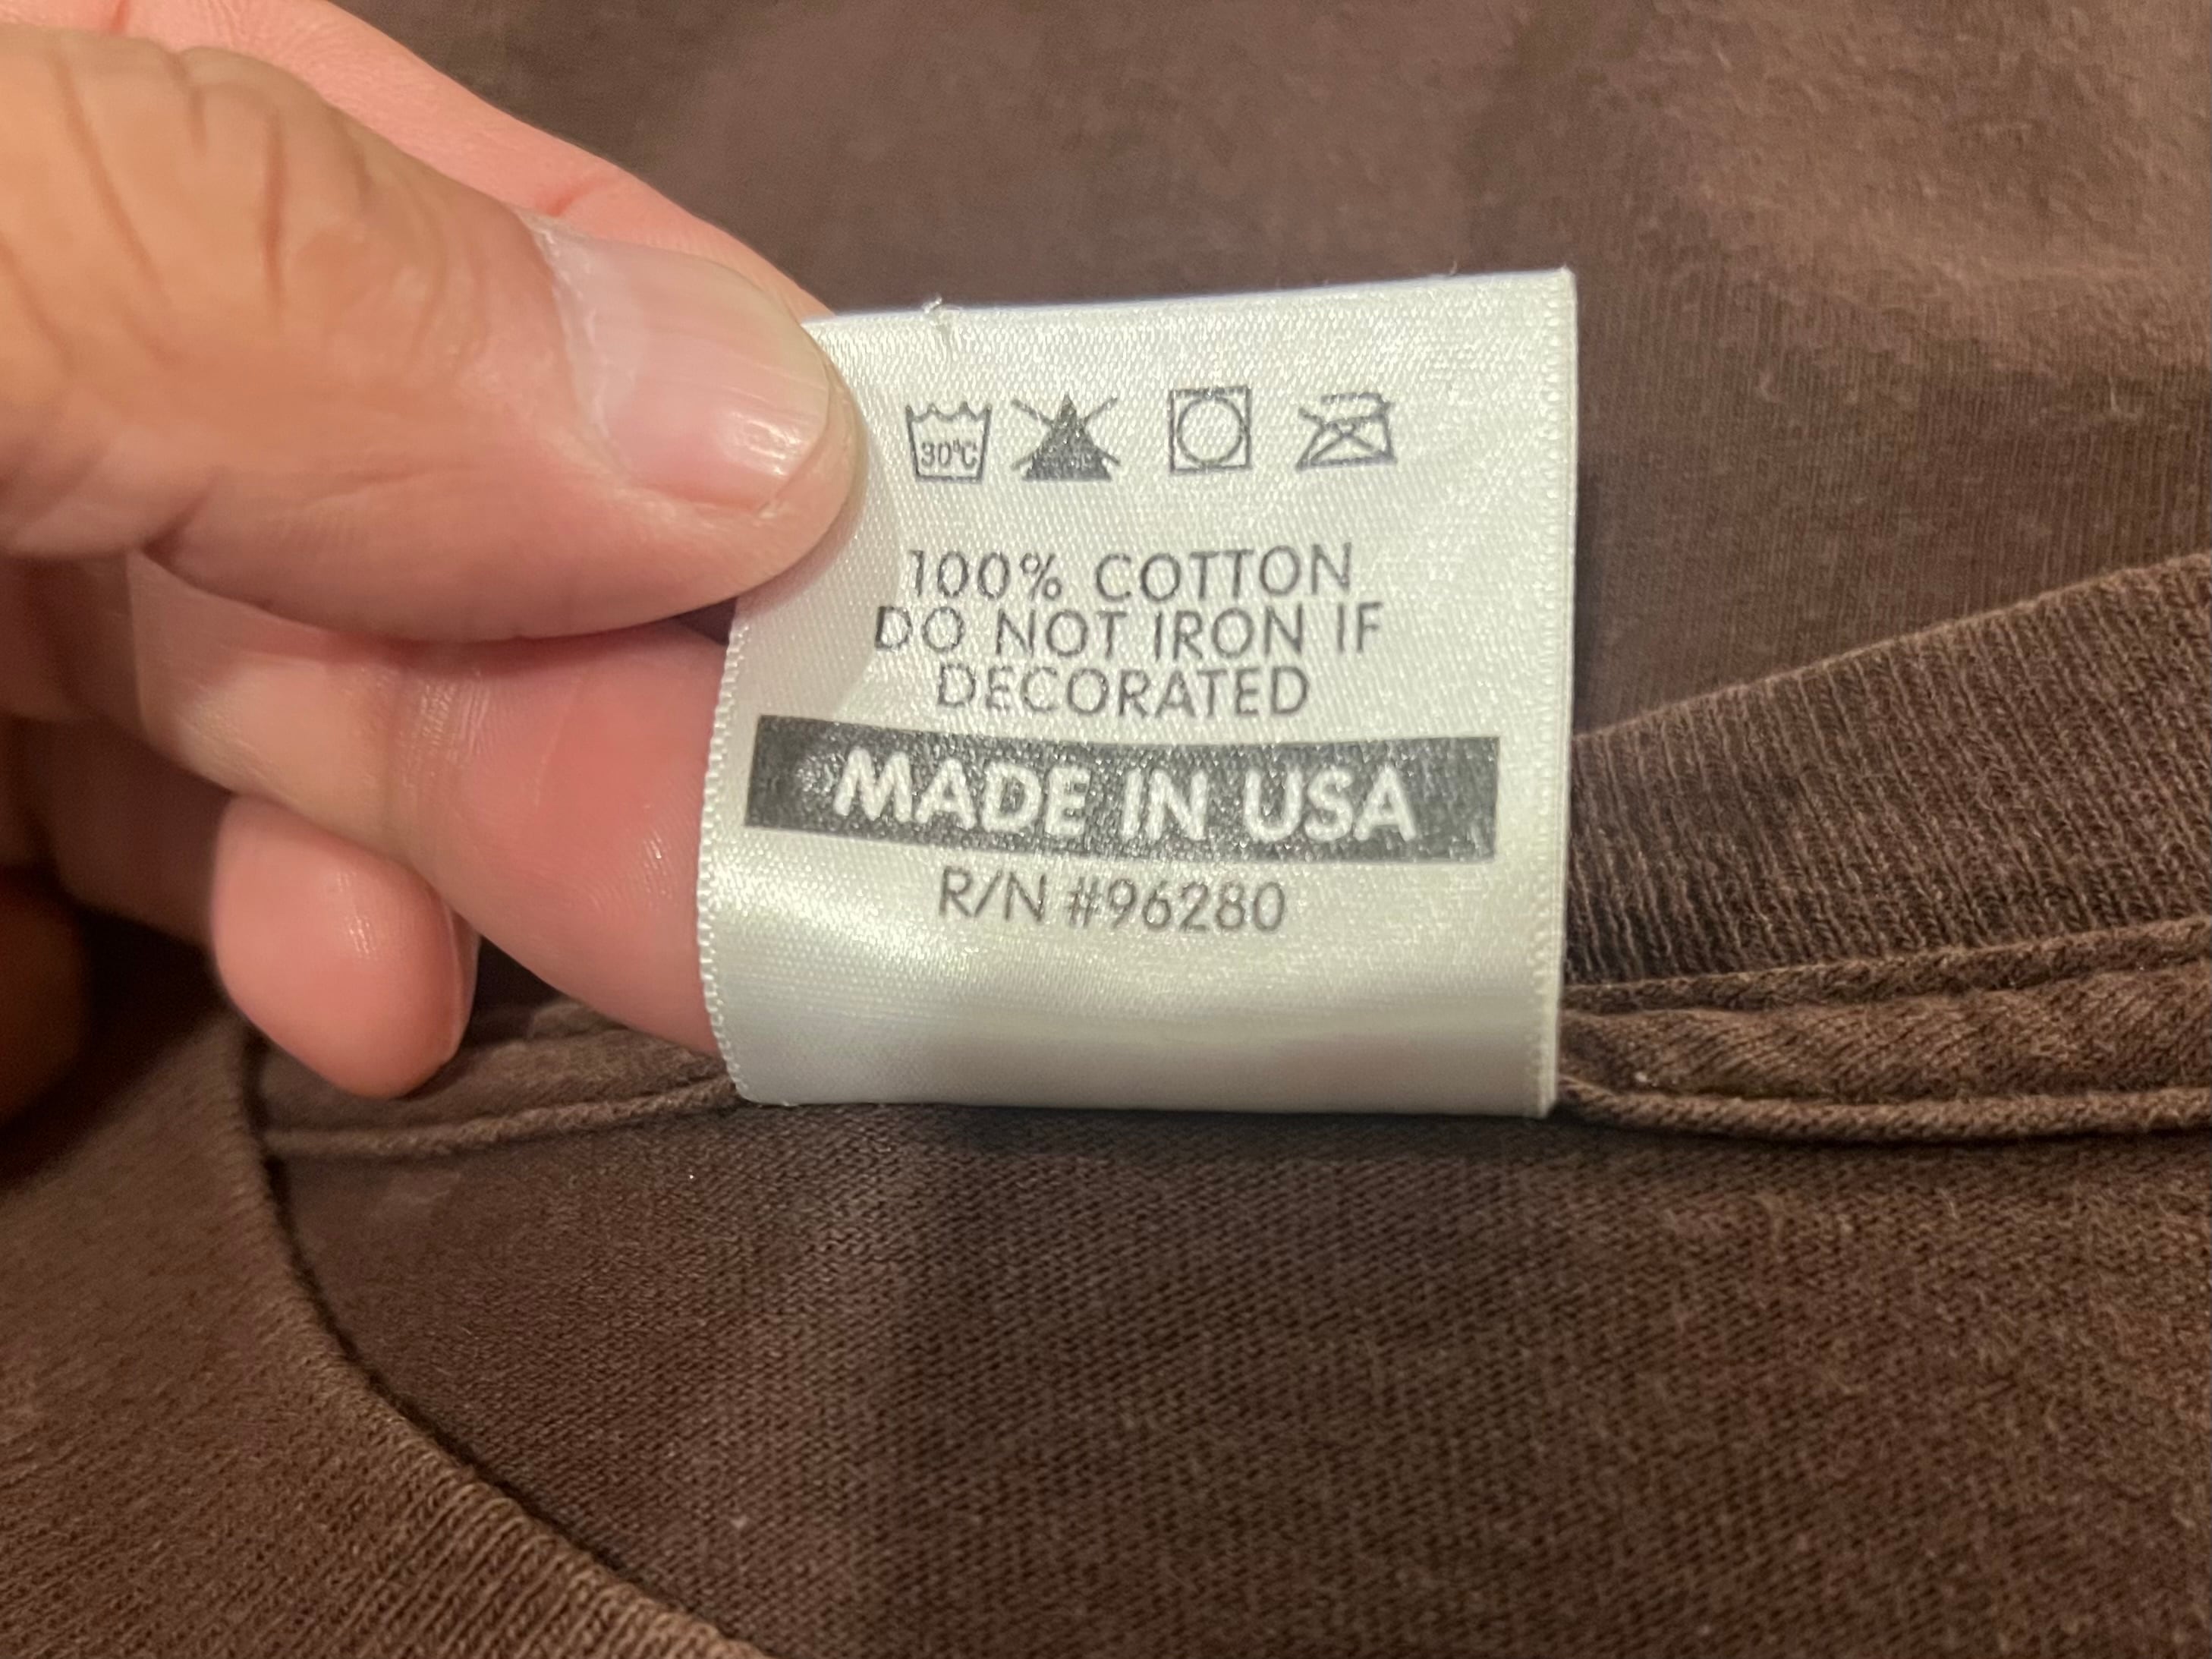 30°C
100% COTTON
DO NOT IRON IF
DECORATED
MADE IN USA
R/N #96280